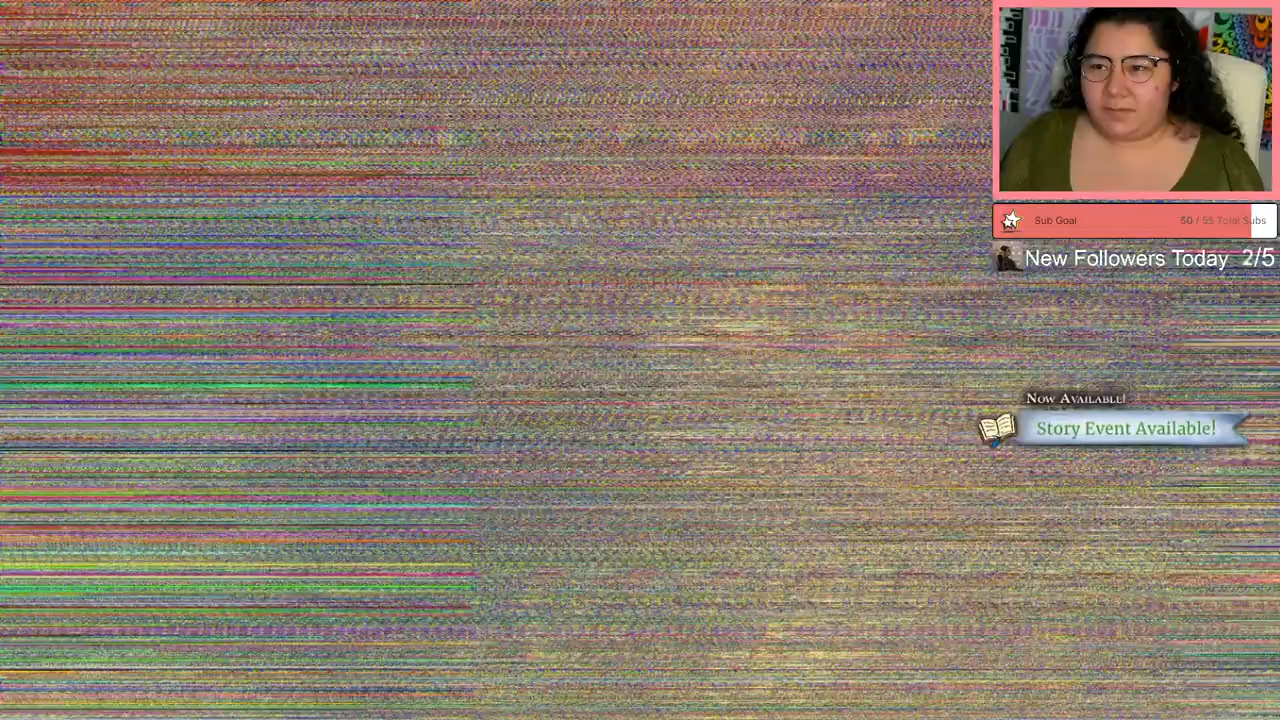 Sub Goal 50 / 55 Total Subs
New Followers Today 2/5
Now Available!
Story Event Available!